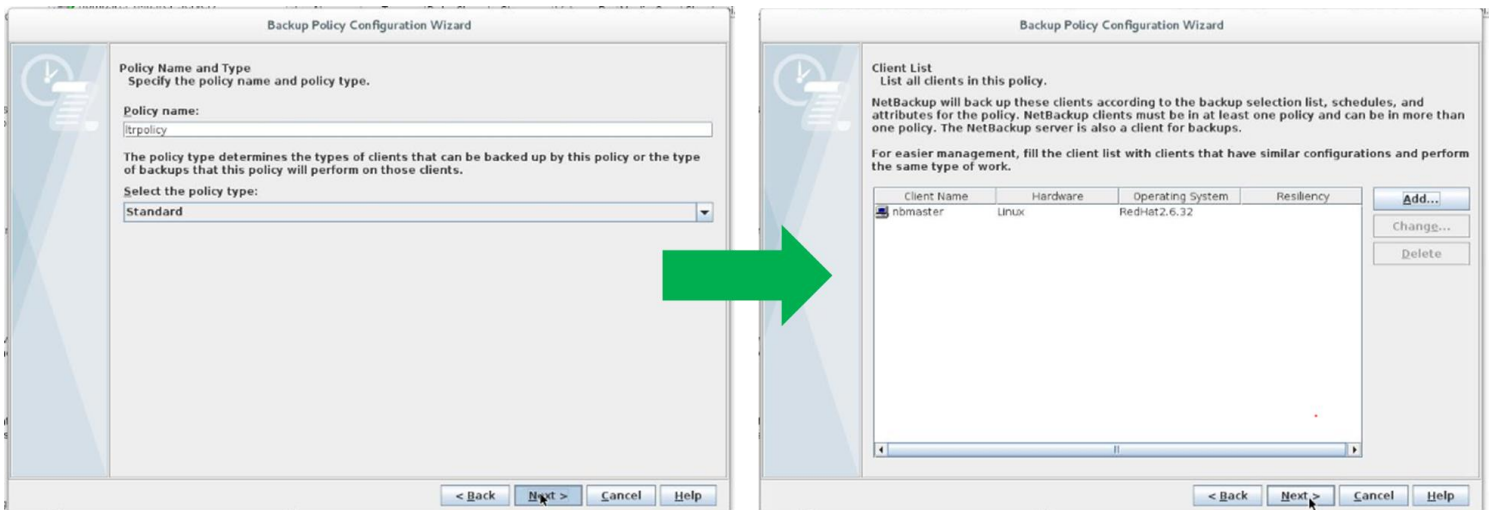 Backup Policy Configuration Wizard
Policy Name and Type
Specify the policy name and policy type.
Policy name:
ltrpolicy
The policy type determines the types of clients that can be backed up by this policy or the type
of backups that this policy will perform on those clients.
Select the policy type:
Standard
< Back
Next >
Cancel
Help
Backup Policy Configuration Wizard
Client List
List all clients in this policy.
NetBackup will back up these clients according to the backup selection list, schedules, and
attributes for the policy. NetBackup clients must be in at least one policy and can be in more than
one policy. The NetBackup server is also a client for backups.
For easier management, fill the client list with clients that have similar configurations and perform
the same type of work.
Client Name Hardware Operating System Resiliency
nbmaster Linux RedHat2.6.32
Add...
Change...
Delete
< Back
Next >
Cancel
Help